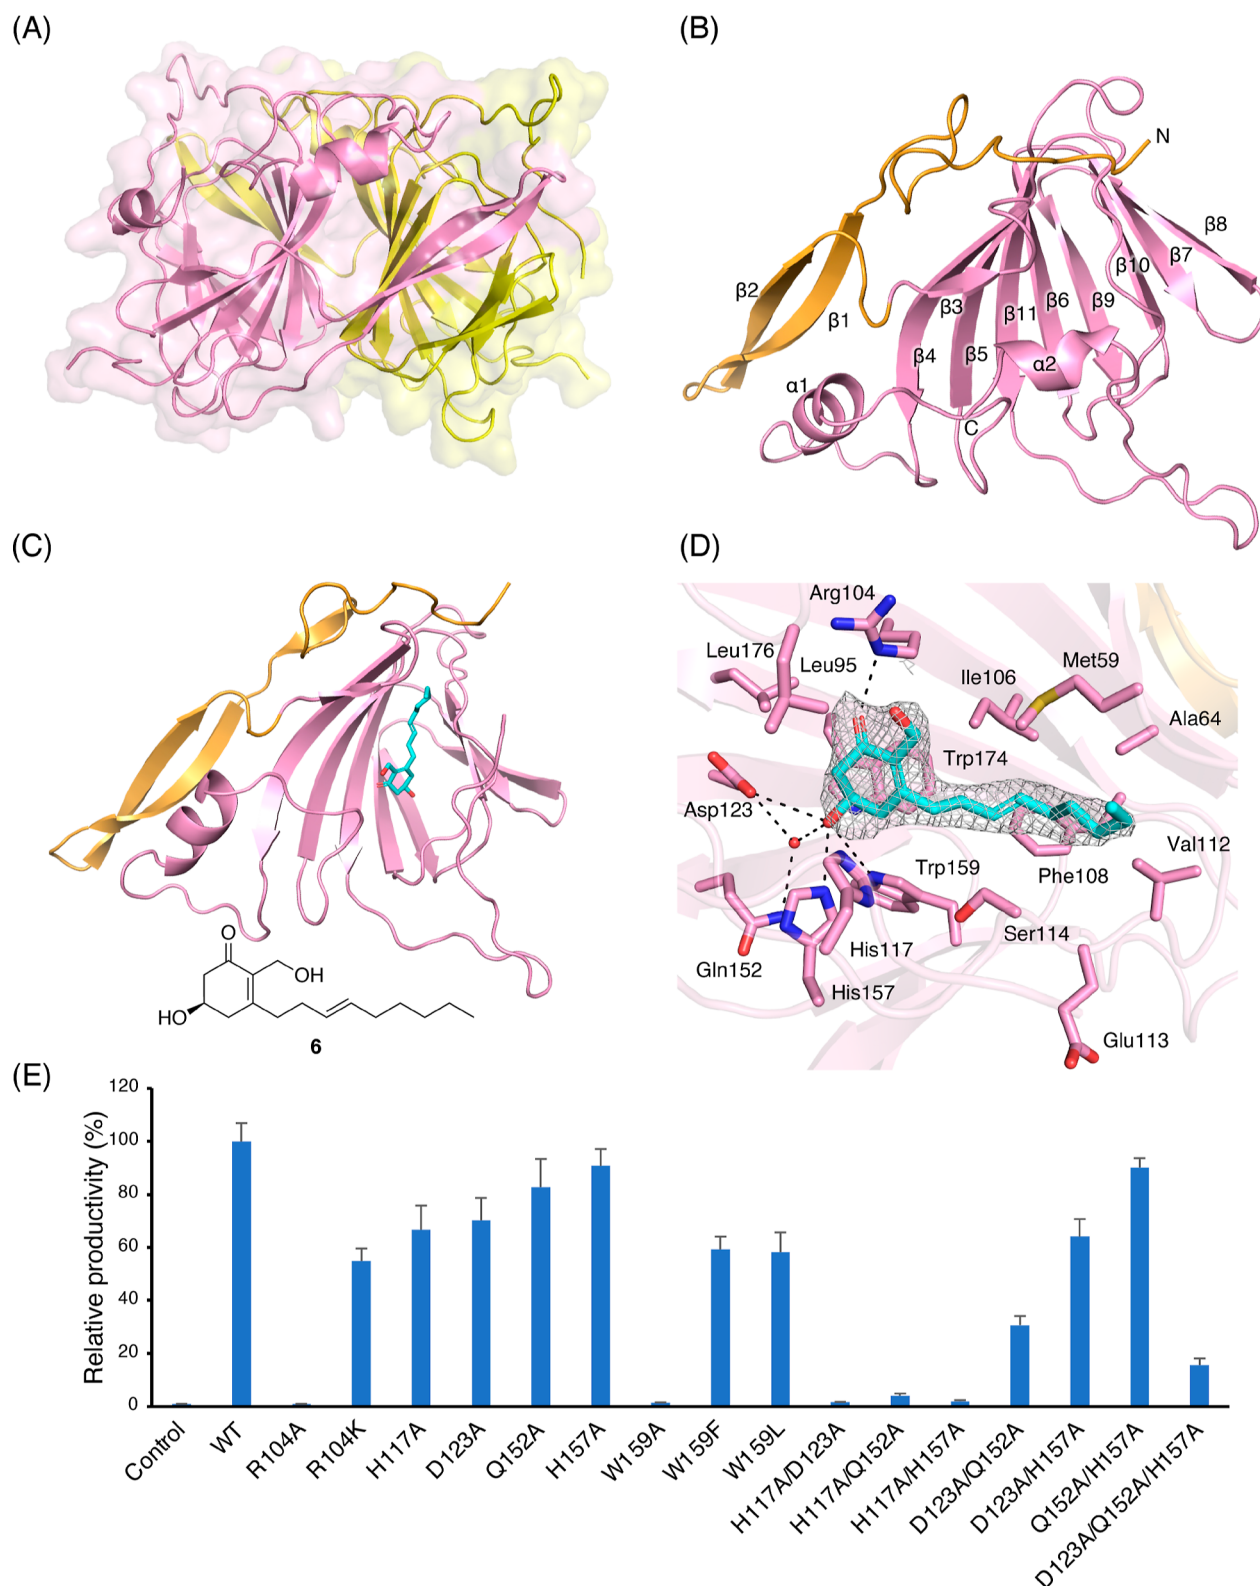 (A)
(B)
N
β8
β7
β10
β2
β1
β3
β11
β6
β9
β4
β5
α2
α1
C
(C)
(D)
Arg104
Leu176
Leu95
Ile106
Met59
Ala64
Trp174
Asp123
Val112
Trp159
Phe108
Ser114
His117
Gln152
His157
Glu113
O
OH
HO
6
(E)
Relative productivity (%)
120
100
80
60
40
20
0
Control
WT
R104A
R104K
H117A
D123A
Q152A
H157A
W159A
W159F
W159L
H117A/D123A
H117A/Q152A
H117A/H157A
D123A/Q152A
D123A/H157A
Q152A/H157A
D123A/Q152A/H157A